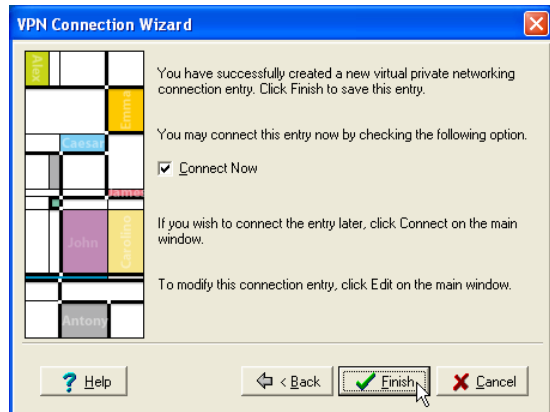 VPN Connection Wizard
Alex
Emma
Caesar
James
John
Carolino
Antony
You have successfully created a new virtual private networking
connection entry. Click Finish to save this entry.
You may connect this entry now by checking the following option.
Connect Now
If you wish to connect the entry later, click Connect on the main
window.
To modify this connection entry, click Edit on the main window.
? Help
< Back
Finish
Cancel